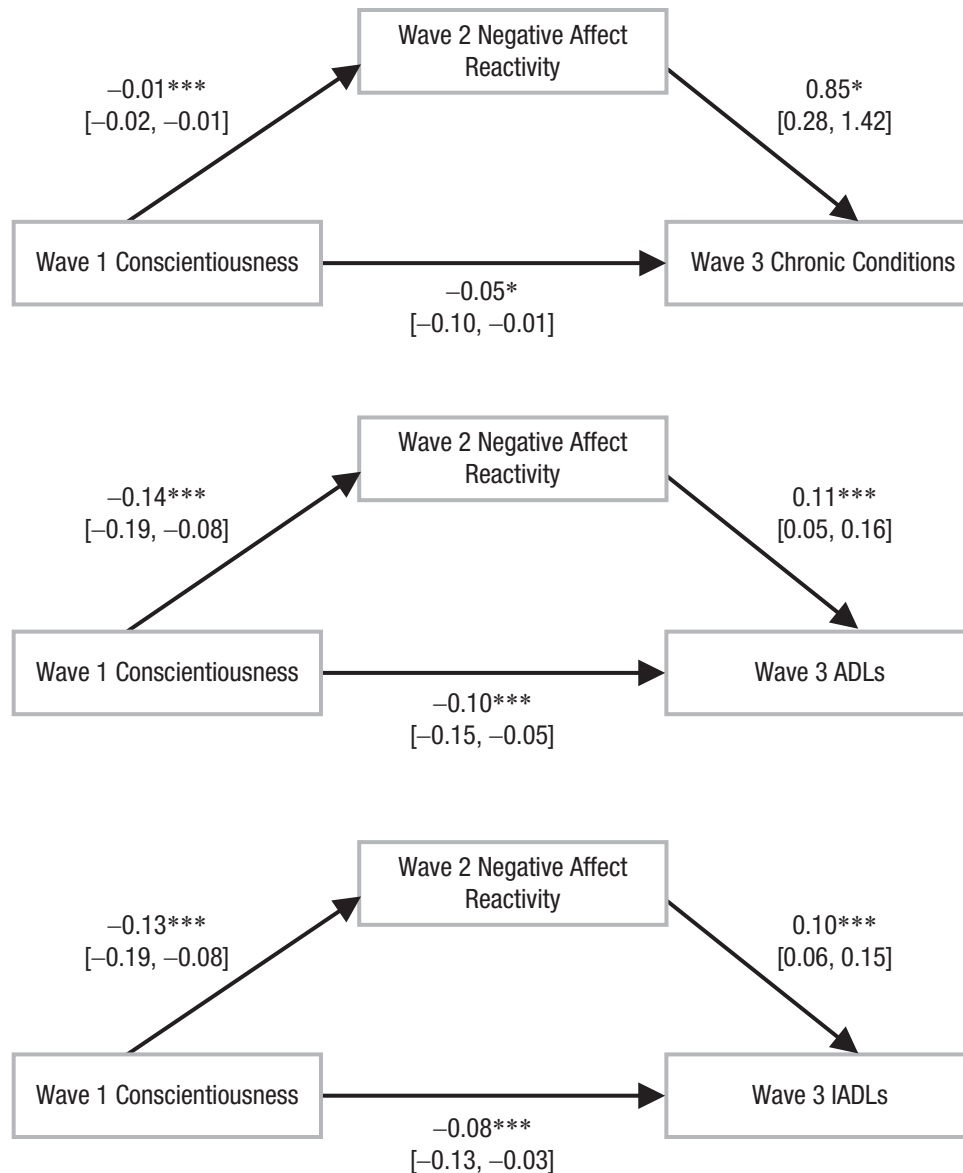 Wave 2 Negative Affect
Reactivity
−0.01***
[−0.02, −0.01]
0.85*
[0.28, 1.42]
Wave 1 Conscientiousness
Wave 3 Chronic Conditions
−0.05*
[−0.10, −0.01]
Wave 2 Negative Affect
Reactivity
−0.14***
[−0.19, −0.08]
0.11***
[0.05, 0.16]
Wave 1 Conscientiousness
Wave 3 ADLs
−0.10***
[−0.15, −0.05]
Wave 2 Negative Affect
Reactivity
−0.13***
[−0.19, −0.08]
0.10***
[0.06, 0.15]
Wave 1 Conscientiousness
Wave 3 IADLs
−0.08***
[−0.13, −0.03]